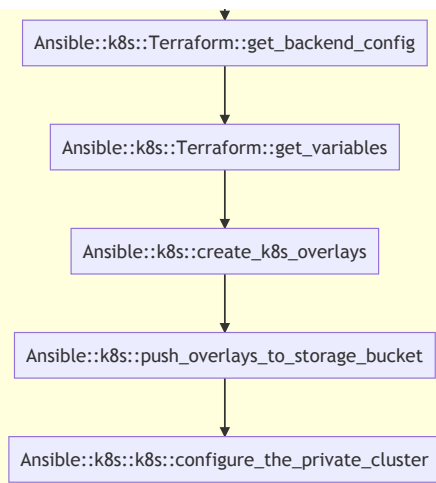 Ansible::k8s::Terraform::get_backend_config
Ansible::k8s::Terraform::get_variables
Ansible::k8s::create_k8s_overlays
Ansible::k8s::push_overlays_to_storage_bucket
Ansible::k8s::k8s::configure_the_private_cluster